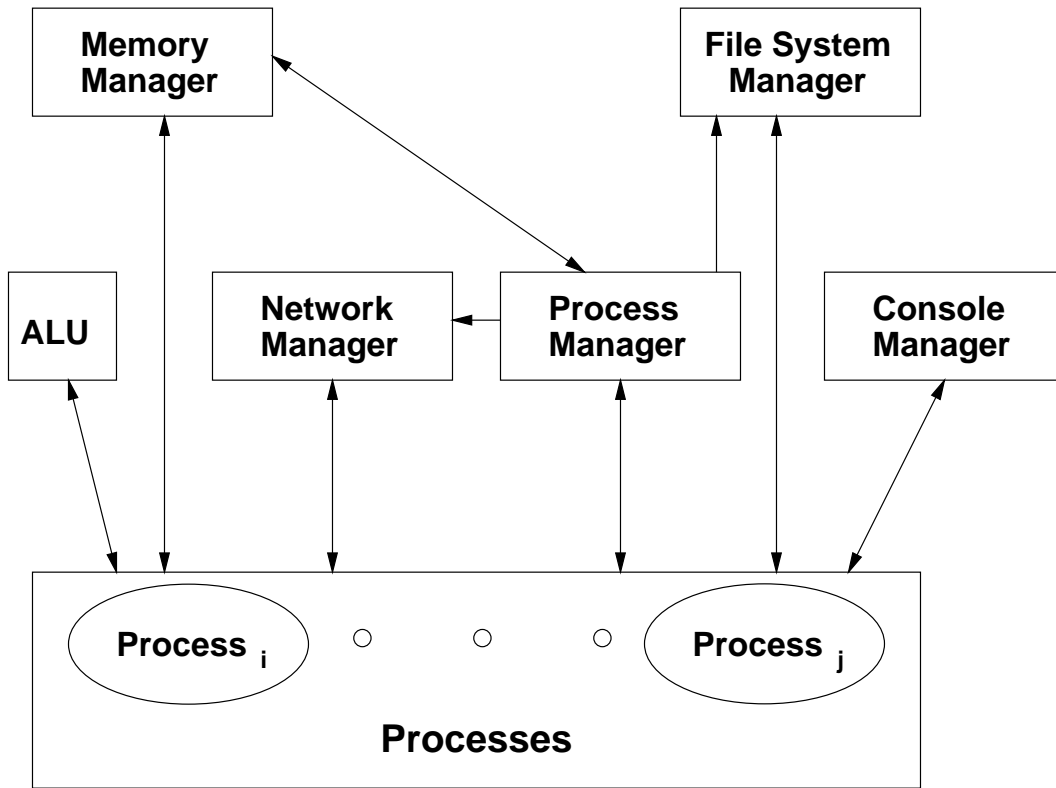 Memory
Manager
File System
Manager
ALU
Network
Manager
Process
Manager
Console
Manager
Process i
Process j
Processes